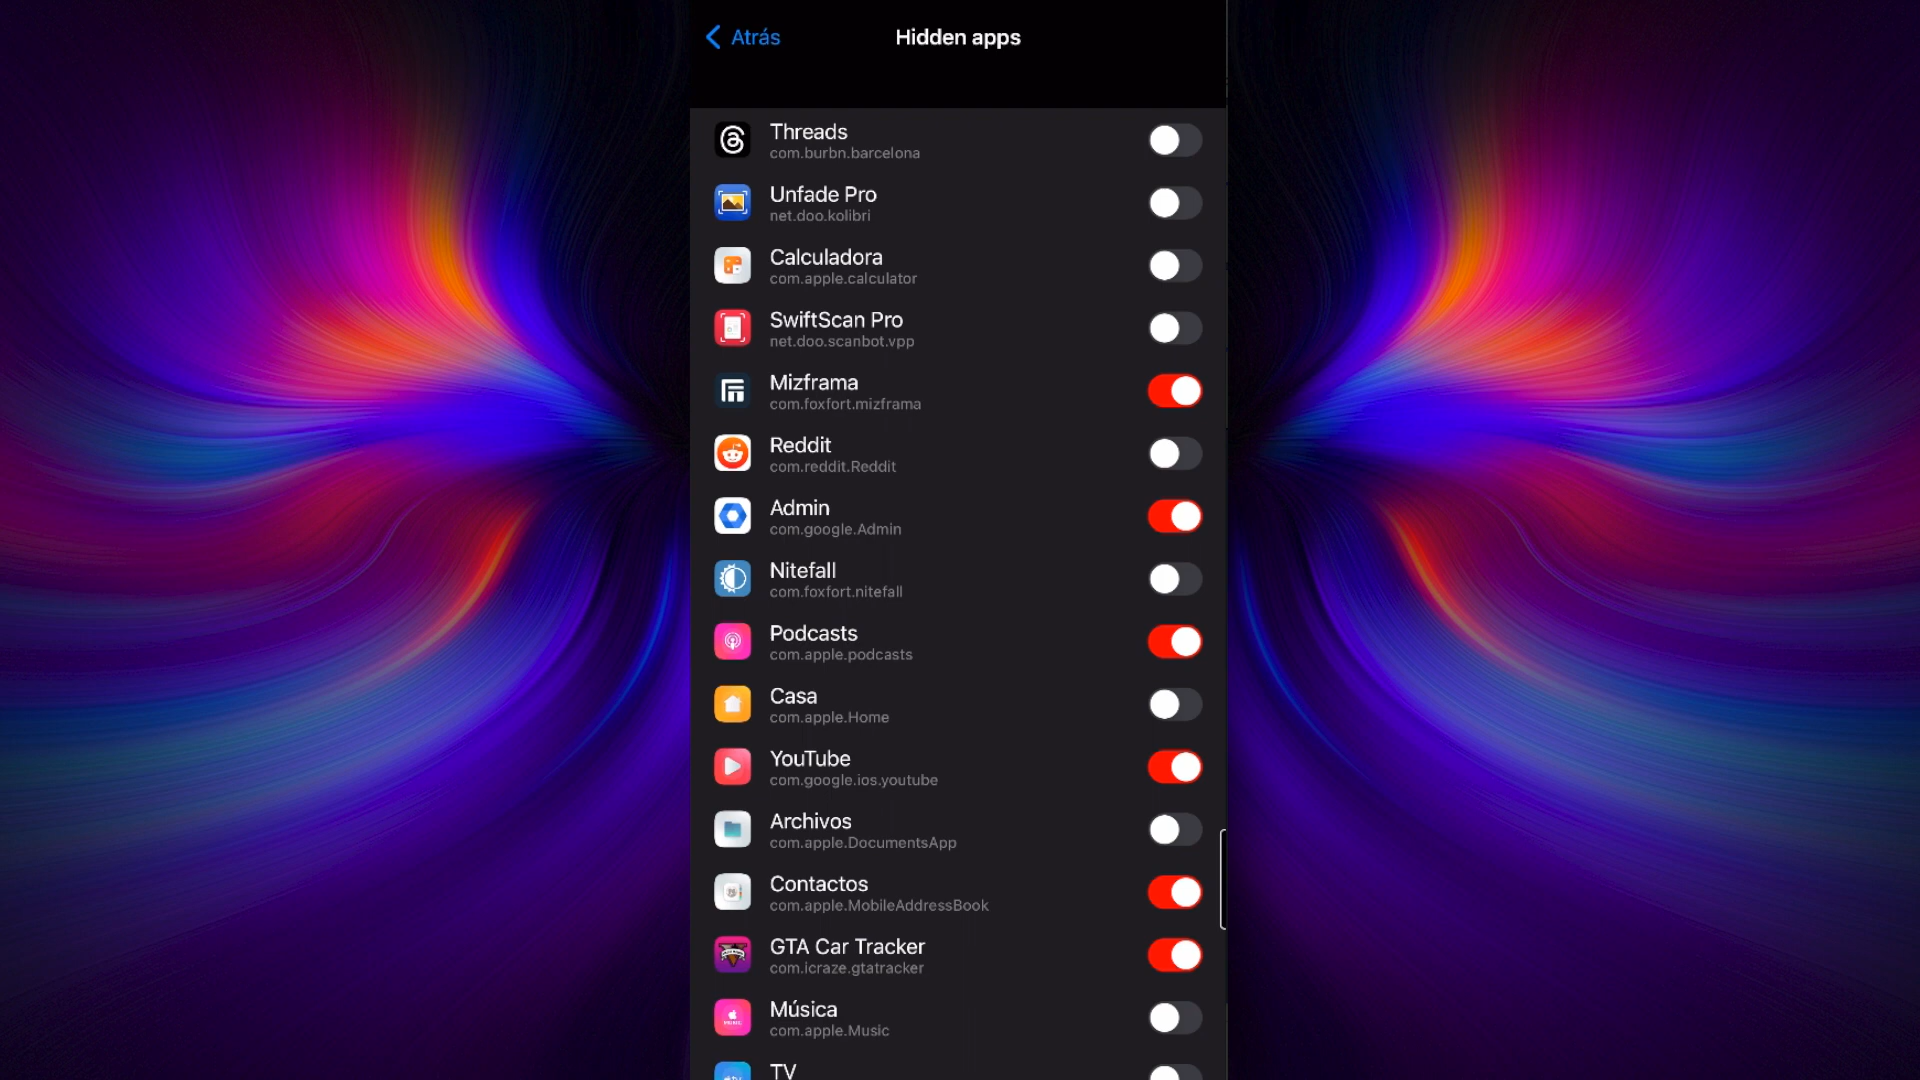 Atrás
Hidden apps
Threads
com.burbn.barcelona
Unfade Pro
net.doo.kolibri
Calculadora
com.apple.calculator
SwiftScan Pro
net.doo.scanbot.vpp
Mizframa
com.foxfort.mizframa
Reddit
com.reddit.Reddit
Admin
com.google.Admin
Nitefall
com.foxfort.nitefall
Podcasts
com.apple.podcasts
Casa
com.apple.Home
YouTube
com.google.ios.youtube
Archivos
com.apple.DocumentsApp
Contactos
com.apple.MobileAddressBook
GTA Car Tracker
com.icraze.gtatracker
Música
com.apple.Music
TV